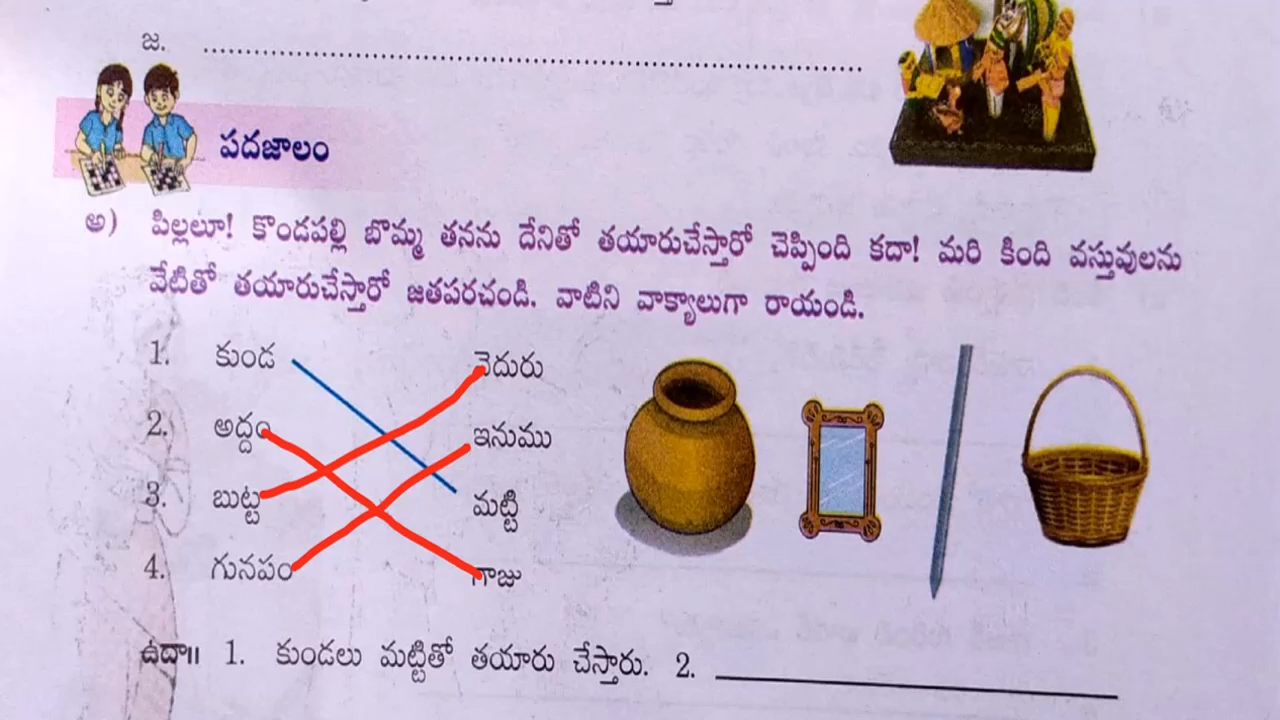 జ. ........................................................................
పదజాలం
అ) పిల్లలూ! కొండపల్లి బొమ్మ తనను దేనితో తయారుచేస్తారో చెప్పింది కదా! మరి కింది వస్తువులను
వేటితో తయారుచేస్తారో జతపరచండి. వాటిని వాక్యాలుగా రాయండి.
1. కుండ వెదురు
2. అద్దం ఇనుము
3. బుట్ట మట్టి
4. గునపం గాజు
ఉదా॥ 1. కుండలు మట్టితో తయారు చేస్తారు. 2. ____________________